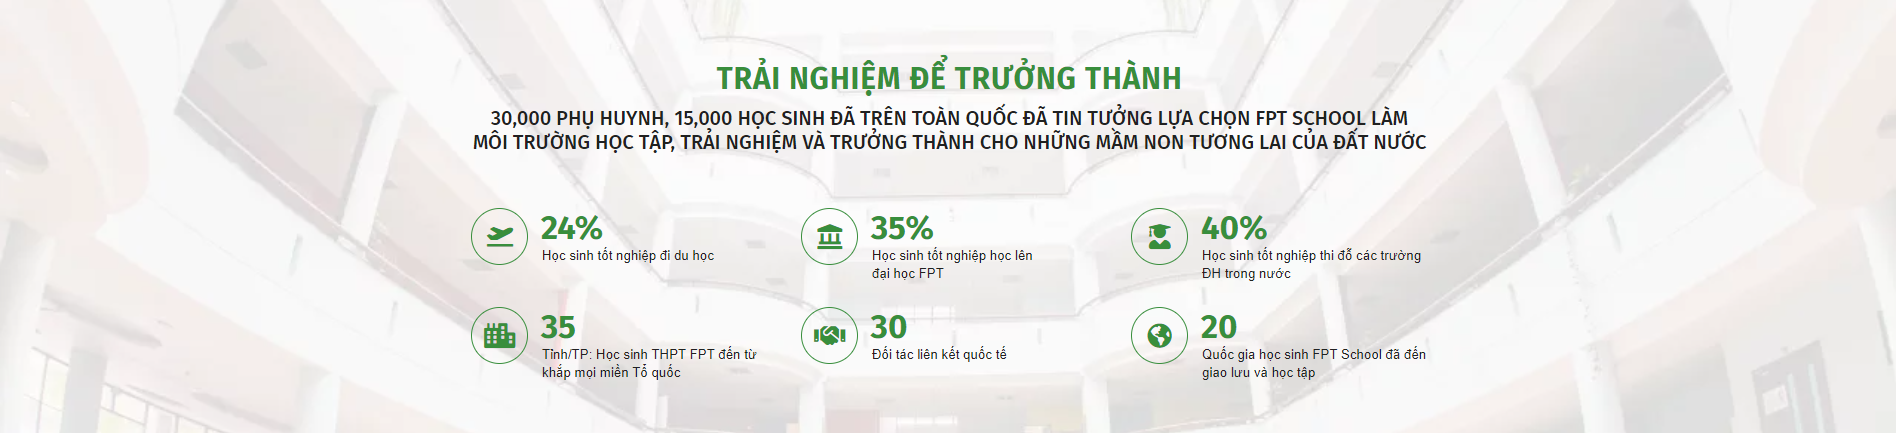 TRẢI NGHIỆM ĐỂ TRƯỞNG THÀNH
30,000 PHỤ HUYNH, 15,000 HỌC SINH ĐÃ TRÊN TOÀN QUỐC ĐÃ TIN TƯỞNG LỰA CHỌN FPT SCHOOL LÀM
MÔI TRƯỜNG HỌC TẬP, TRẢI NGHIỆM VÀ TRƯỞNG THÀNH CHO NHỮNG MẦM NON TƯƠNG LAI CỦA ĐẤT NƯỚC
24%
Học sinh tốt nghiệp đi du học
35%
Học sinh tốt nghiệp học lên
đại học FPT
40%
Học sinh tốt nghiệp thi đỗ các trường
ĐH trong nước
35
Tỉnh/TP: Học sinh THPT FPT đến từ
khắp mọi miền Tổ quốc
30
Đối tác liên kết quốc tế
20
Quốc gia học sinh FPT School đã đến
giao lưu và học tập